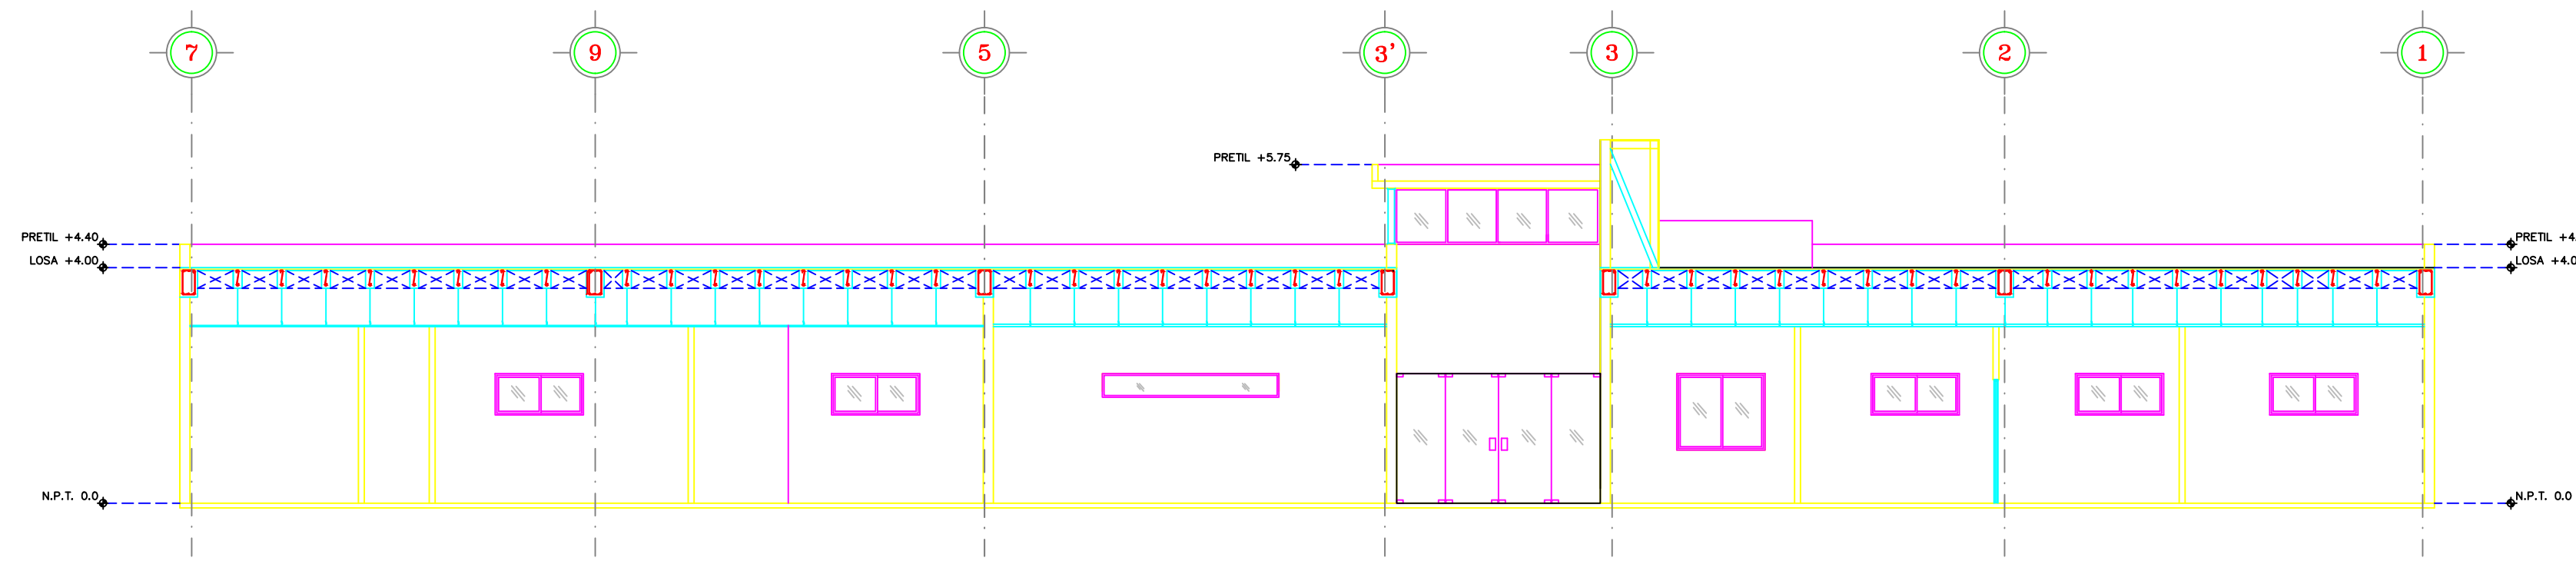 7 9 5 3' 3 2 1
PRETIL +5.75
PRETIL +4.40
PRETIL +4.
LOSA +4.00
LOSA +4.0
N.P.T. 0.0
N.P.T. 0.0